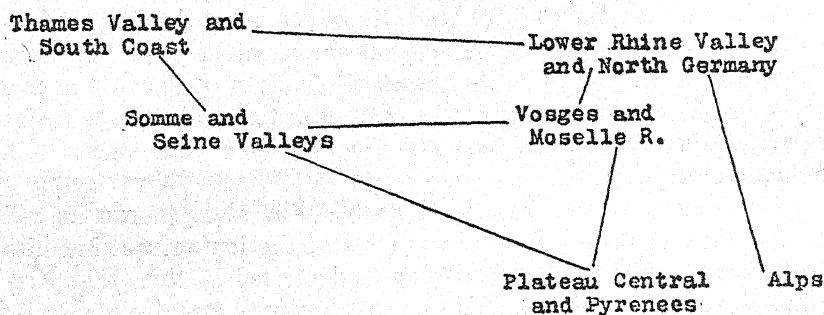 Thames Valley and
South Coast
Lower Rhine Valley
and North Germany
Somme and
Seine Valleys
Vosges and
Moselle R.
Plateau Central
and Pyrenees
Alps